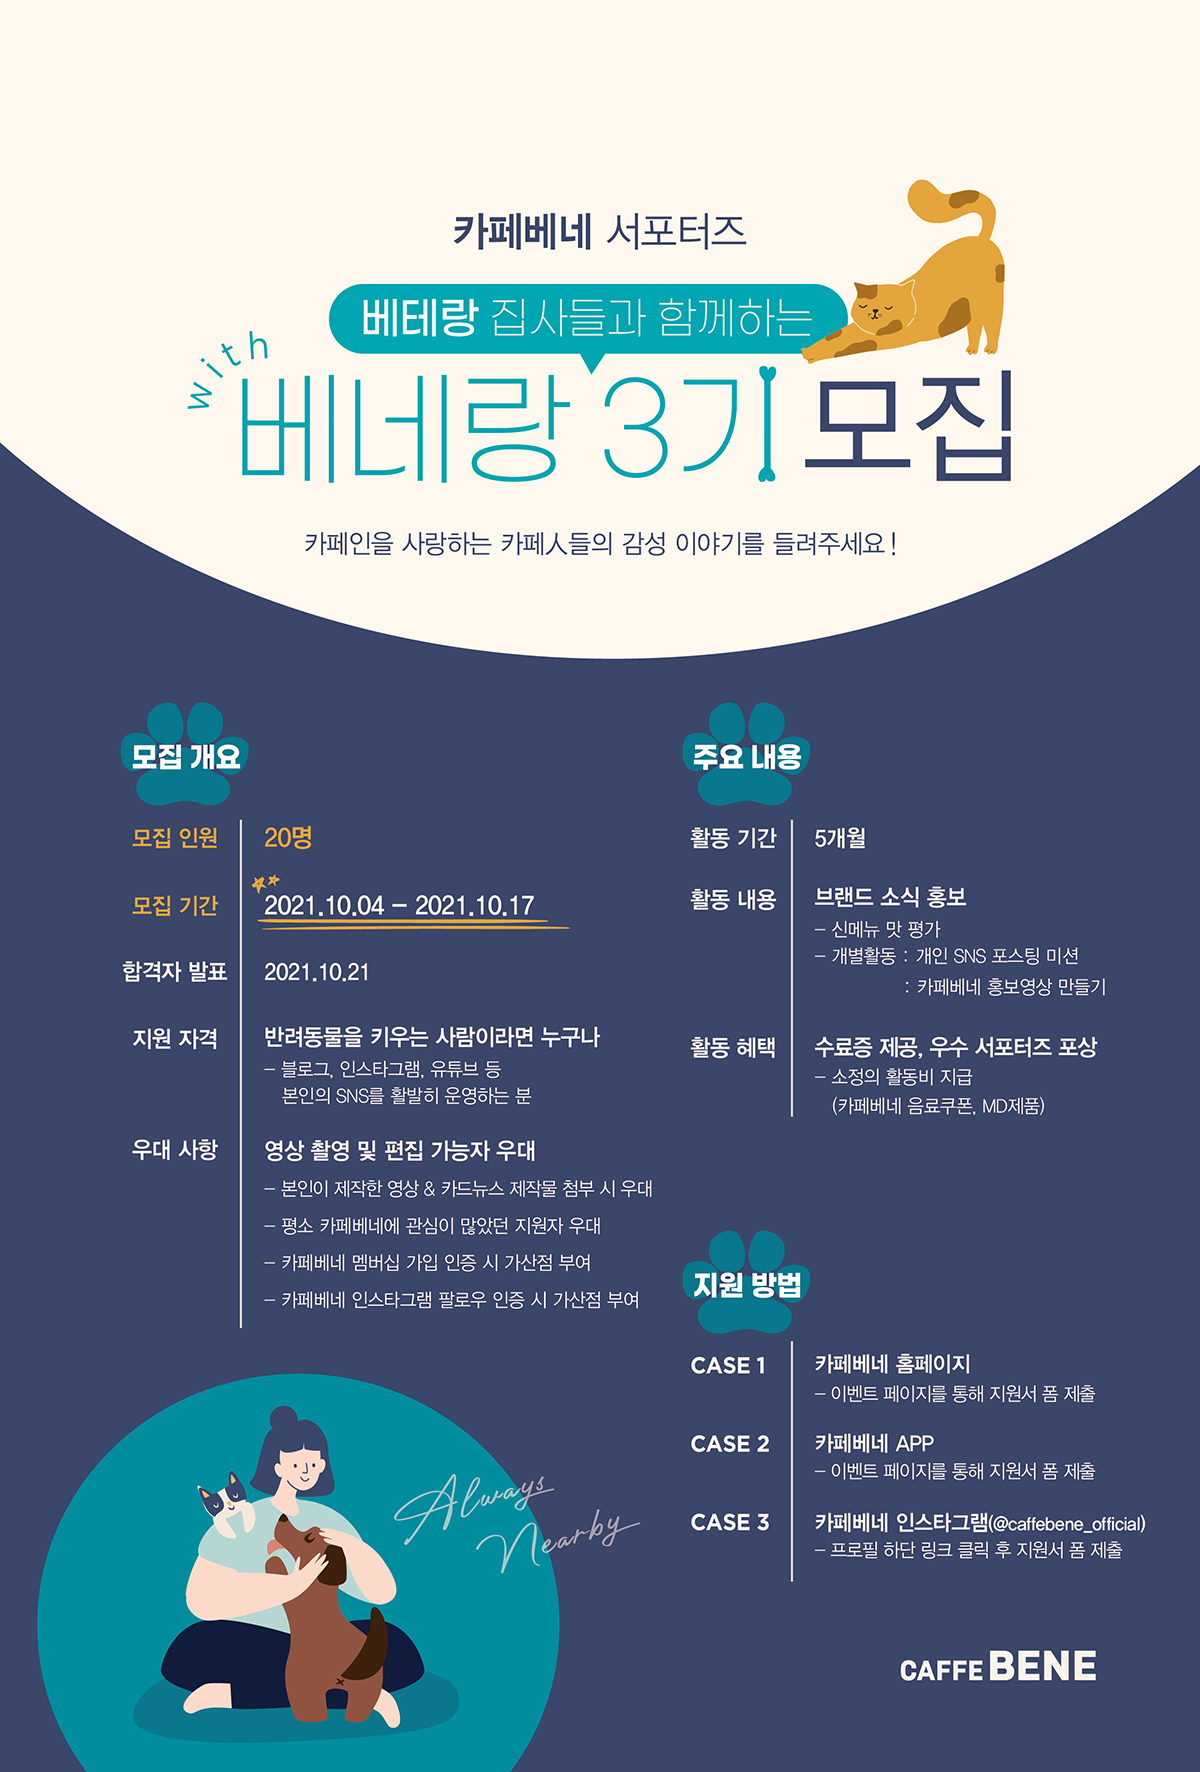 카페베네 서포터즈
베테랑 집사들과 함께하는
with
베네랑 3기 모집
카페인을 사랑하는 카페人들의 감성 이야기를 들려주세요!
모집 개요
모집 인원 20명
모집 기간 2021.10.04 – 2021.10.17
합격자 발표 2021.10.21
지원 자격 반려동물을 키우는 사람이라면 누구나
– 블로그, 인스타그램, 유튜브 등
본인의 SNS를 활발히 운영하는 분
우대 사항 영상 촬영 및 편집 가능자 우대
– 본인이 제작한 영상 & 카드뉴스 제작물 첨부 시 우대
– 평소 카페베네에 관심이 많았던 지원자 우대
– 카페베네 멤버십 가입 인증 시 가산점 부여
– 카페베네 인스타그램 팔로우 인증 시 가산점 부여
주요 내용
활동 기간 5개월
활동 내용 브랜드 소식 홍보
– 신메뉴 맛 평가
– 개별활동 : 개인 SNS 포스팅 미션
: 카페베네 홍보영상 만들기
활동 혜택 수료증 제공, 우수 서포터즈 포상
– 소정의 활동비 지급
(카페베네 음료쿠폰, MD제품)
지원 방법
CASE 1 카페베네 홈페이지
– 이벤트 페이지를 통해 지원서 폼 제출
CASE 2 카페베네 APP
– 이벤트 페이지를 통해 지원서 폼 제출
CASE 3 카페베네 인스타그램(@caffebene_official)
– 프로필 하단 링크 클릭 후 지원서 폼 제출
Always
Nearby
CAFFE BENE